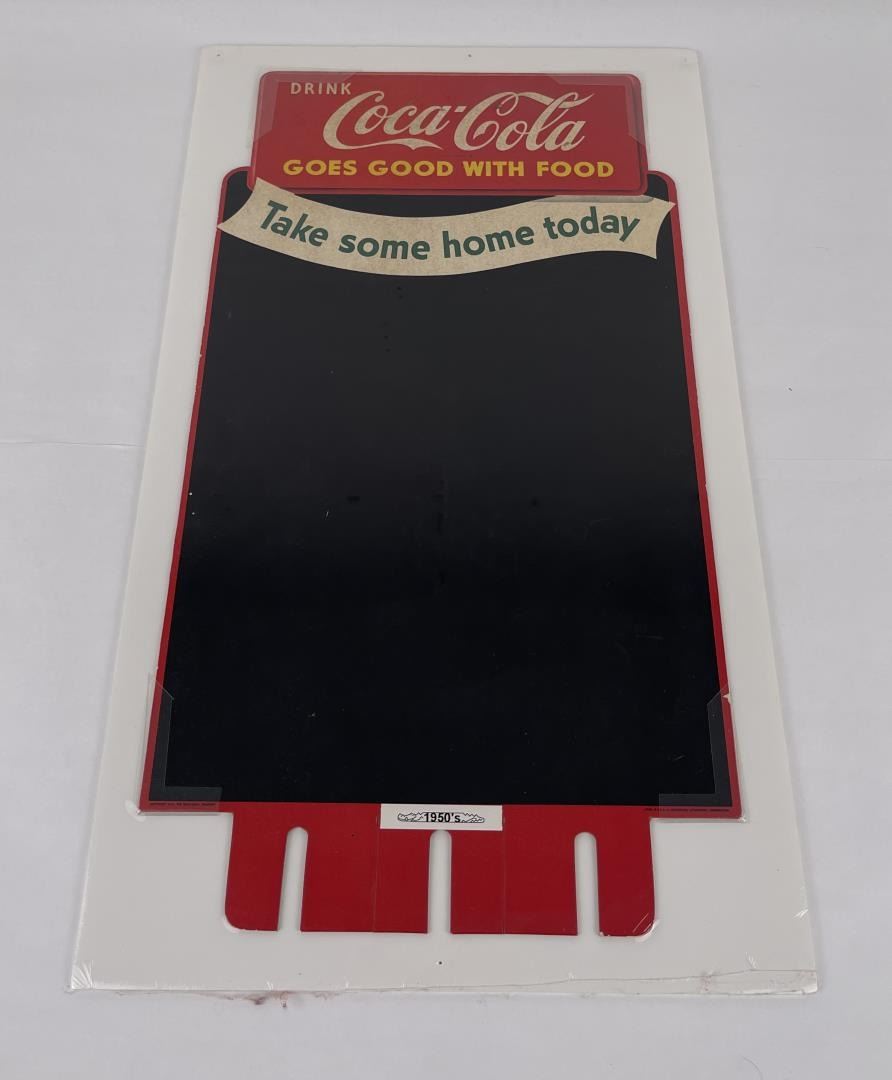 DRINK
Coca-Cola
GOES GOOD WITH FOOD
Take some home today
1950's